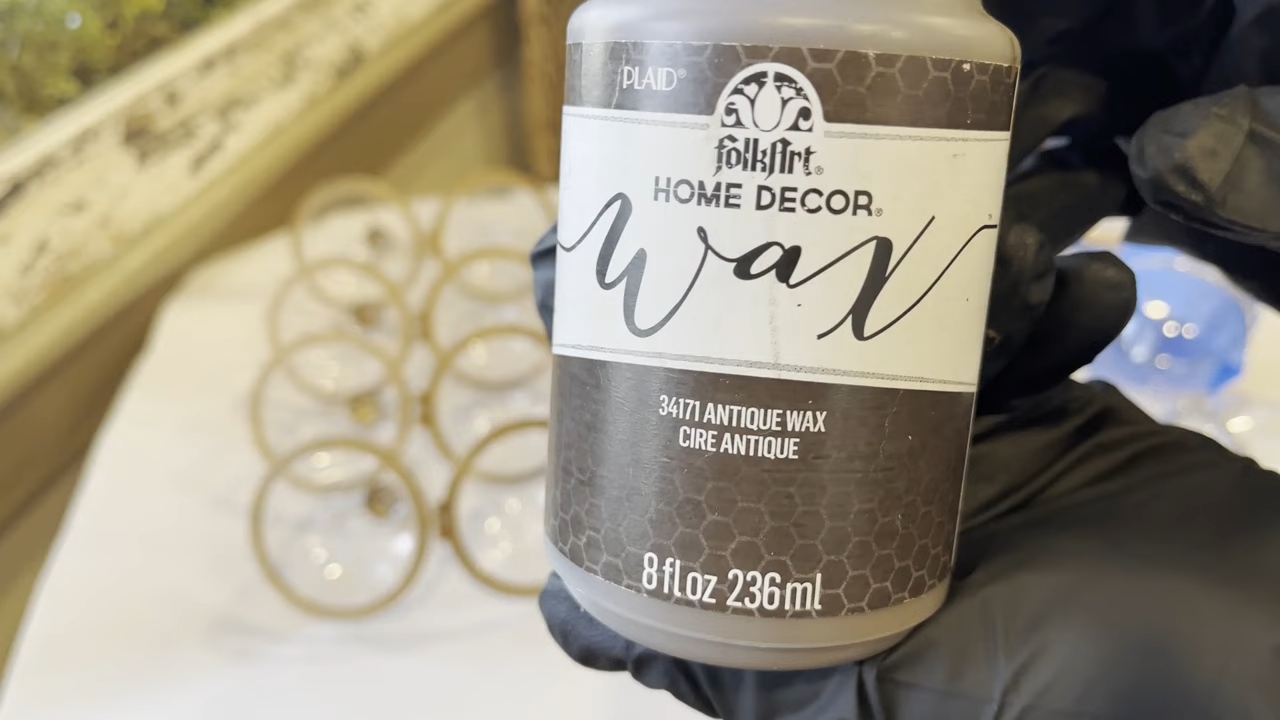 PLAID®
folkArt®
HOME DECOR®
Wax
34171 ANTIQUE WAX
CIRE ANTIQUE
8 fl oz 236 ml